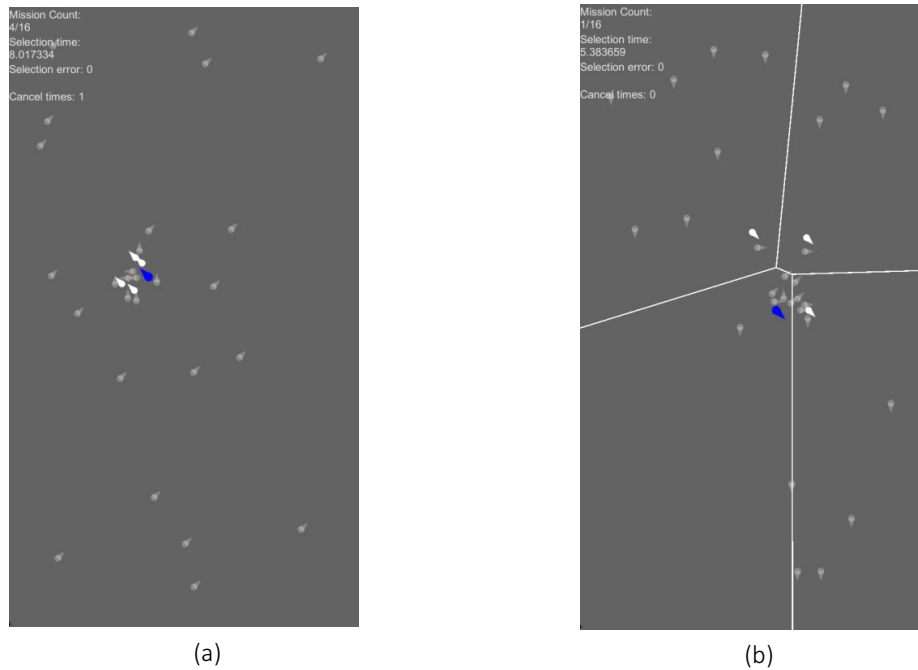 Mission Count:
4/16
Selection time:
8.017334
Selection error: 0
Cancel times: 1
Mission Count:
1/16
Selection time:
5.383659
Selection error: 0
Cancel times: 0
(a)
(b)